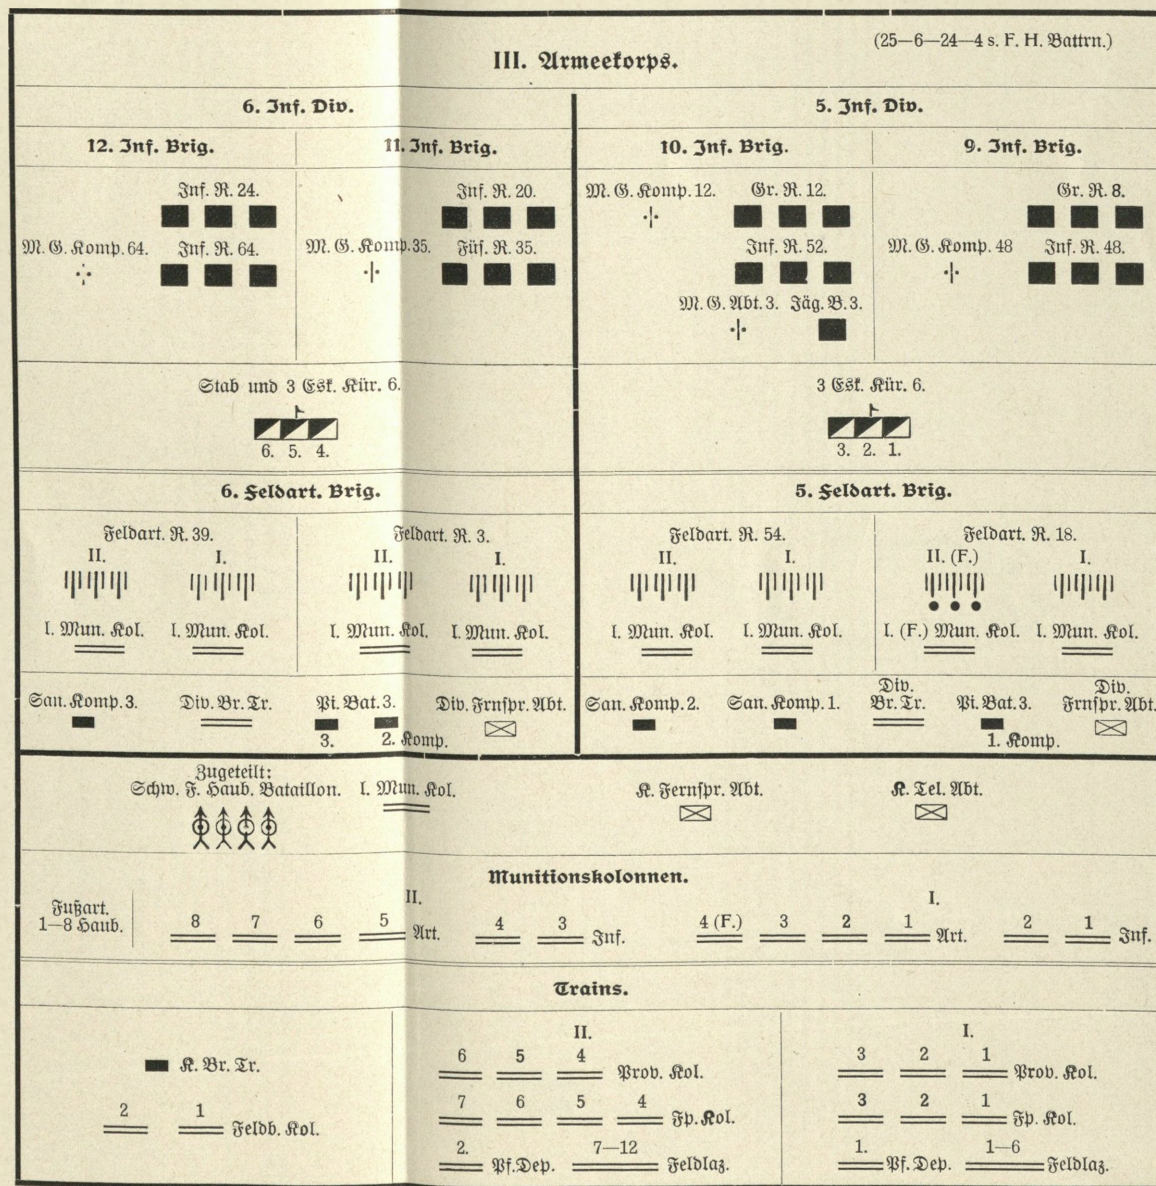 (25—6—24—4 s. F. H. Battrn.)
III. Armeekorps.
6. Inf. Div.
5. Inf. Div.
12. Inf. Brig.
11. Inf. Brig.
10. Inf. Brig.
9. Inf. Brig.
Inf. R. 24.
Inf. R. 20.
M. G. Komp. 12.
Gr. R. 12.
Gr. R. 8.
M. G. Komp. 64.
Inf. R. 64.
M. G. Komp. 35.
Füs. R. 35.
Inf. R. 52.
M. G. Komp. 48
Inf. R. 48.
M. G. Abt. 3.
Jäg. B. 3.
Stab und 3 Esk. Kür. 6.
6. 5. 4.
3 Esk. Kür. 6.
3. 2. 1.
6. Feldart. Brig.
5. Feldart. Brig.
Feldart. R. 39.
Feldart. R. 3.
Feldart. R. 54.
Feldart. R. 18.
II.
I.
II.
I.
II.
I.
II. (F.)
I.
l. Mun. Kol.
l. Mun. Kol.
l. Mun. Kol.
l. Mun. Kol.
l. Mun. Kol.
l. Mun. Kol.
l. (F.) Mun. Kol.
l. Mun. Kol.
San. Komp. 3.
Div. Br. Tr.
Pi. Bat. 3.
3.
2. Komp.
Div. Frnspr. Abt.
San. Komp. 2.
San. Komp. 1.
Div.
Br. Tr.
Pi. Bat. 3.
1. Komp.
Div.
Frnspr. Abt.
Zugeteilt:
Schw. F. Haub. Bataillon.
l. Mun. Kol.
K. Fernspr. Abt.
K. Tel. Abt.
Munitionskolonnen.
Fußart.
1—8 Haub.
II.
8 7 6 5 Art.
4 3 Inf.
I.
4 (F.) 3 2 1 Art.
2 1 Inf.
Trains.
K. Br. Tr.
2 1 Feldb. Kol.
II.
6 5 4 Prov. Kol.
7 6 5 4 Fp. Kol.
2. Pf. Dep.
7—12 Feldlaz.
I.
3 2 1 Prov. Kol.
3 2 1 Fp. Kol.
1. Pf. Dep.
1—6 Feldlaz.